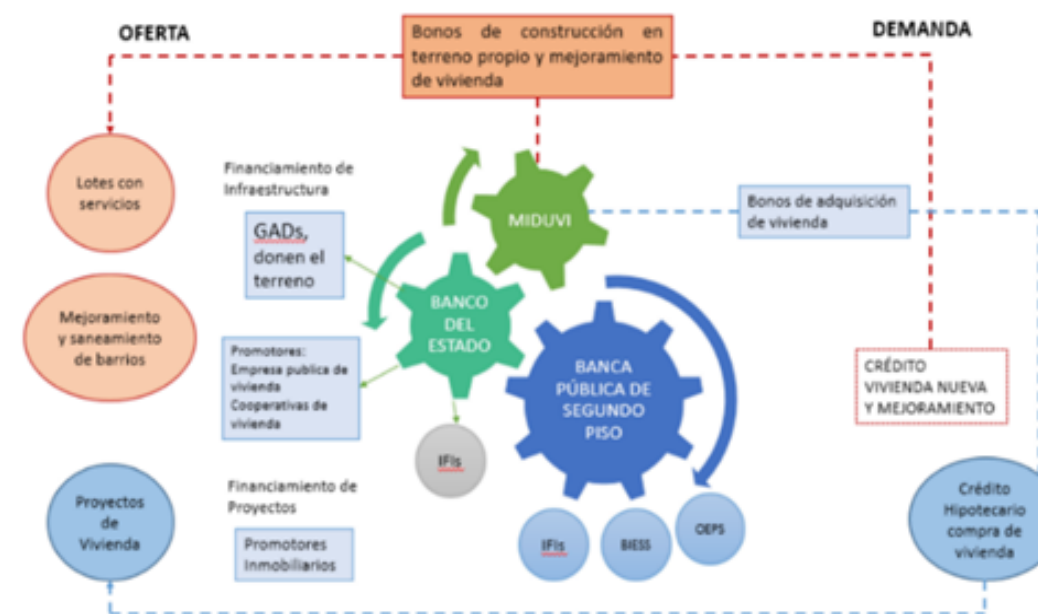 OFERTA
Bonos de construcción en
terreno propio y mejoramiento
de vivienda
DEMANDA
Lotes con
servicios
Financiamiento de
Infraestructura
GADs,
donen el
terreno
MIDUVI
Bonos de adquisición
de vivienda
Mejoramiento
y saneamiento
de barrios
BANCO
DEL
ESTADO
Promotores:
Empresa publica de
vivienda
Cooperativas de
vivienda
BANCA
PÚBLICA DE
SEGUNDO
PISO
CRÉDITO
VIVIENDA NUEVA
Y MEJORAMIENTO
IFIs
Proyectos
de
Vivienda
Financiamiento de
Proyectos
Promotores
Inmobiliarios
IFIs
BIESS
OEPS
Crédito
Hipotecario
compra de
vivienda